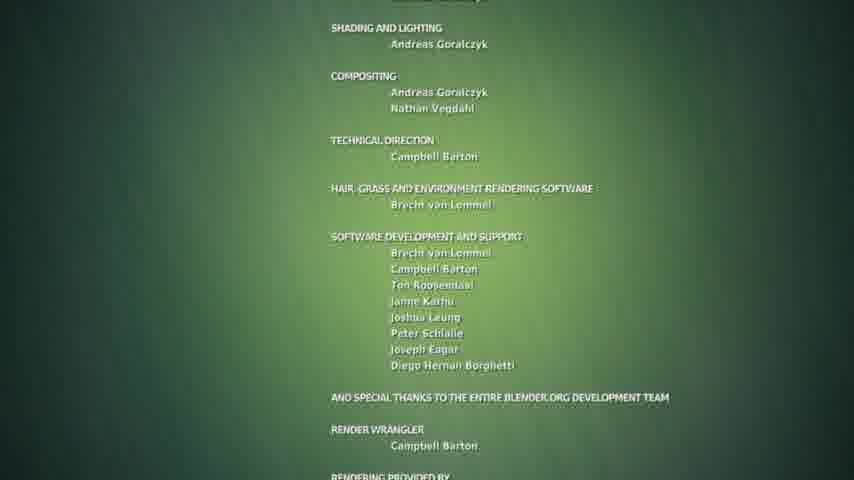 SHADING AND LIGHTING
Andreas Goralczyk
COMPOSITING
Andreas Goralczyk
Nathan Vegdahl
TECHNICAL DIRECTION
Campbell Barton
HAIR, GRASS AND ENVIRONMENT RENDERING SOFTWARE
Brecht van Lommel
SOFTWARE DEVELOPMENT AND SUPPORT
Brecht van Lommel
Campbell Barton
Ton Roosendaal
Janne Karhu
Joshua Leung
Peter Schlaile
Joseph Eagar
Diego Hernan Borghetti
AND SPECIAL THANKS TO THE ENTIRE BLENDER.ORG DEVELOPMENT TEAM
RENDER WRANGLER
Campbell Barton
RENDERING PROVIDED BY